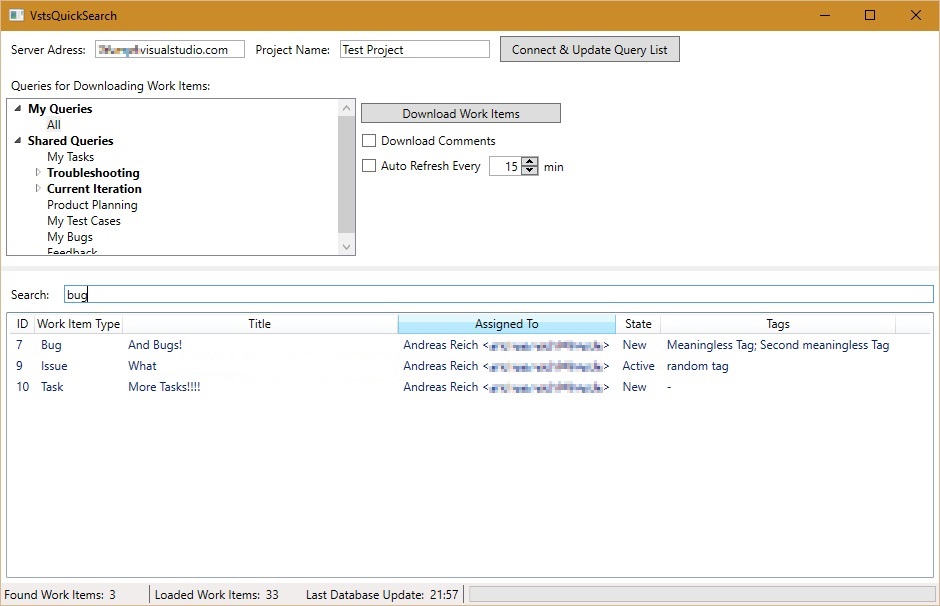 VstsQuickSearch
Server Adress: visualstudio.com Project Name: Test Project Connect & Update Query List
Queries for Downloading Work Items:
My Queries
All
Shared Queries
My Tasks
Troubleshooting
Current Iteration
Product Planning
My Test Cases
My Bugs
Feedback
Download Work Items
Download Comments
Auto Refresh Every 15 min
Search: bug
ID Work Item Type Title Assigned To State Tags
7 Bug And Bugs! Andreas Reich < > New Meaningless Tag; Second meaningless Tag
9 Issue What Andreas Reich < > Active random tag
10 Task More Tasks!!!! Andreas Reich < > New -
Found Work Items: 3 Loaded Work Items: 33 Last Database Update: 21:57